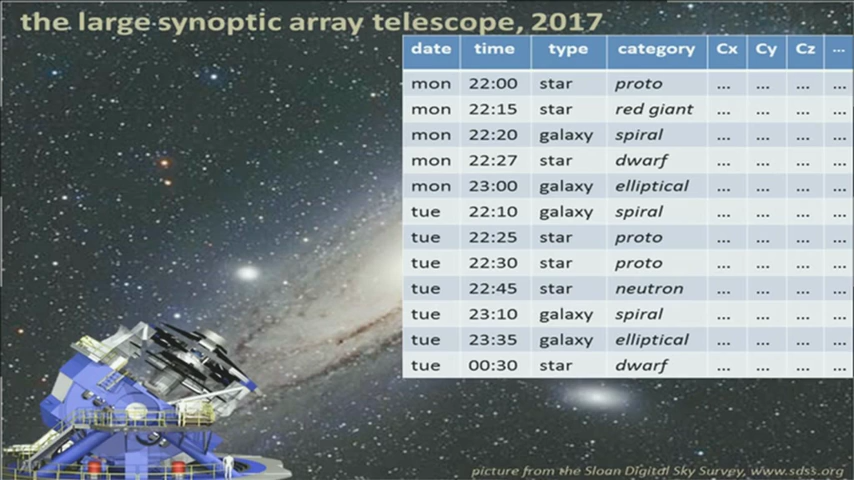 the large synoptic array telescope, 2017
date time type category Cx Cy Cz ...
mon 22:00 star proto ... ... ... ...
mon 22:15 star red giant ... ... ... ...
mon 22:20 galaxy spiral ... ... ... ...
mon 22:27 star dwarf ... ... ... ...
mon 23:00 galaxy elliptical ... ... ... ...
tue 22:10 galaxy spiral ... ... ... ...
tue 22:25 star proto ... ... ... ...
tue 22:30 star proto ... ... ... ...
tue 22:45 star neutron ... ... ... ...
tue 23:10 galaxy spiral ... ... ... ...
tue 23:35 galaxy elliptical ... ... ... ...
tue 00:30 star dwarf ... ... ... ...
picture from the Sloan Digital Sky Survey, www.sdss.org